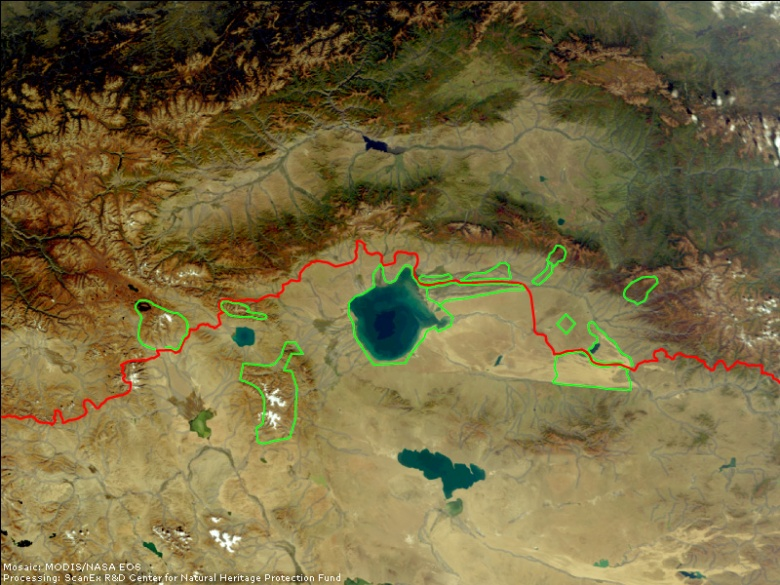 Mosaic: MODIS/NASA EOS
Processing: ScanEx R&D Center for Natural Heritage Protection Fund